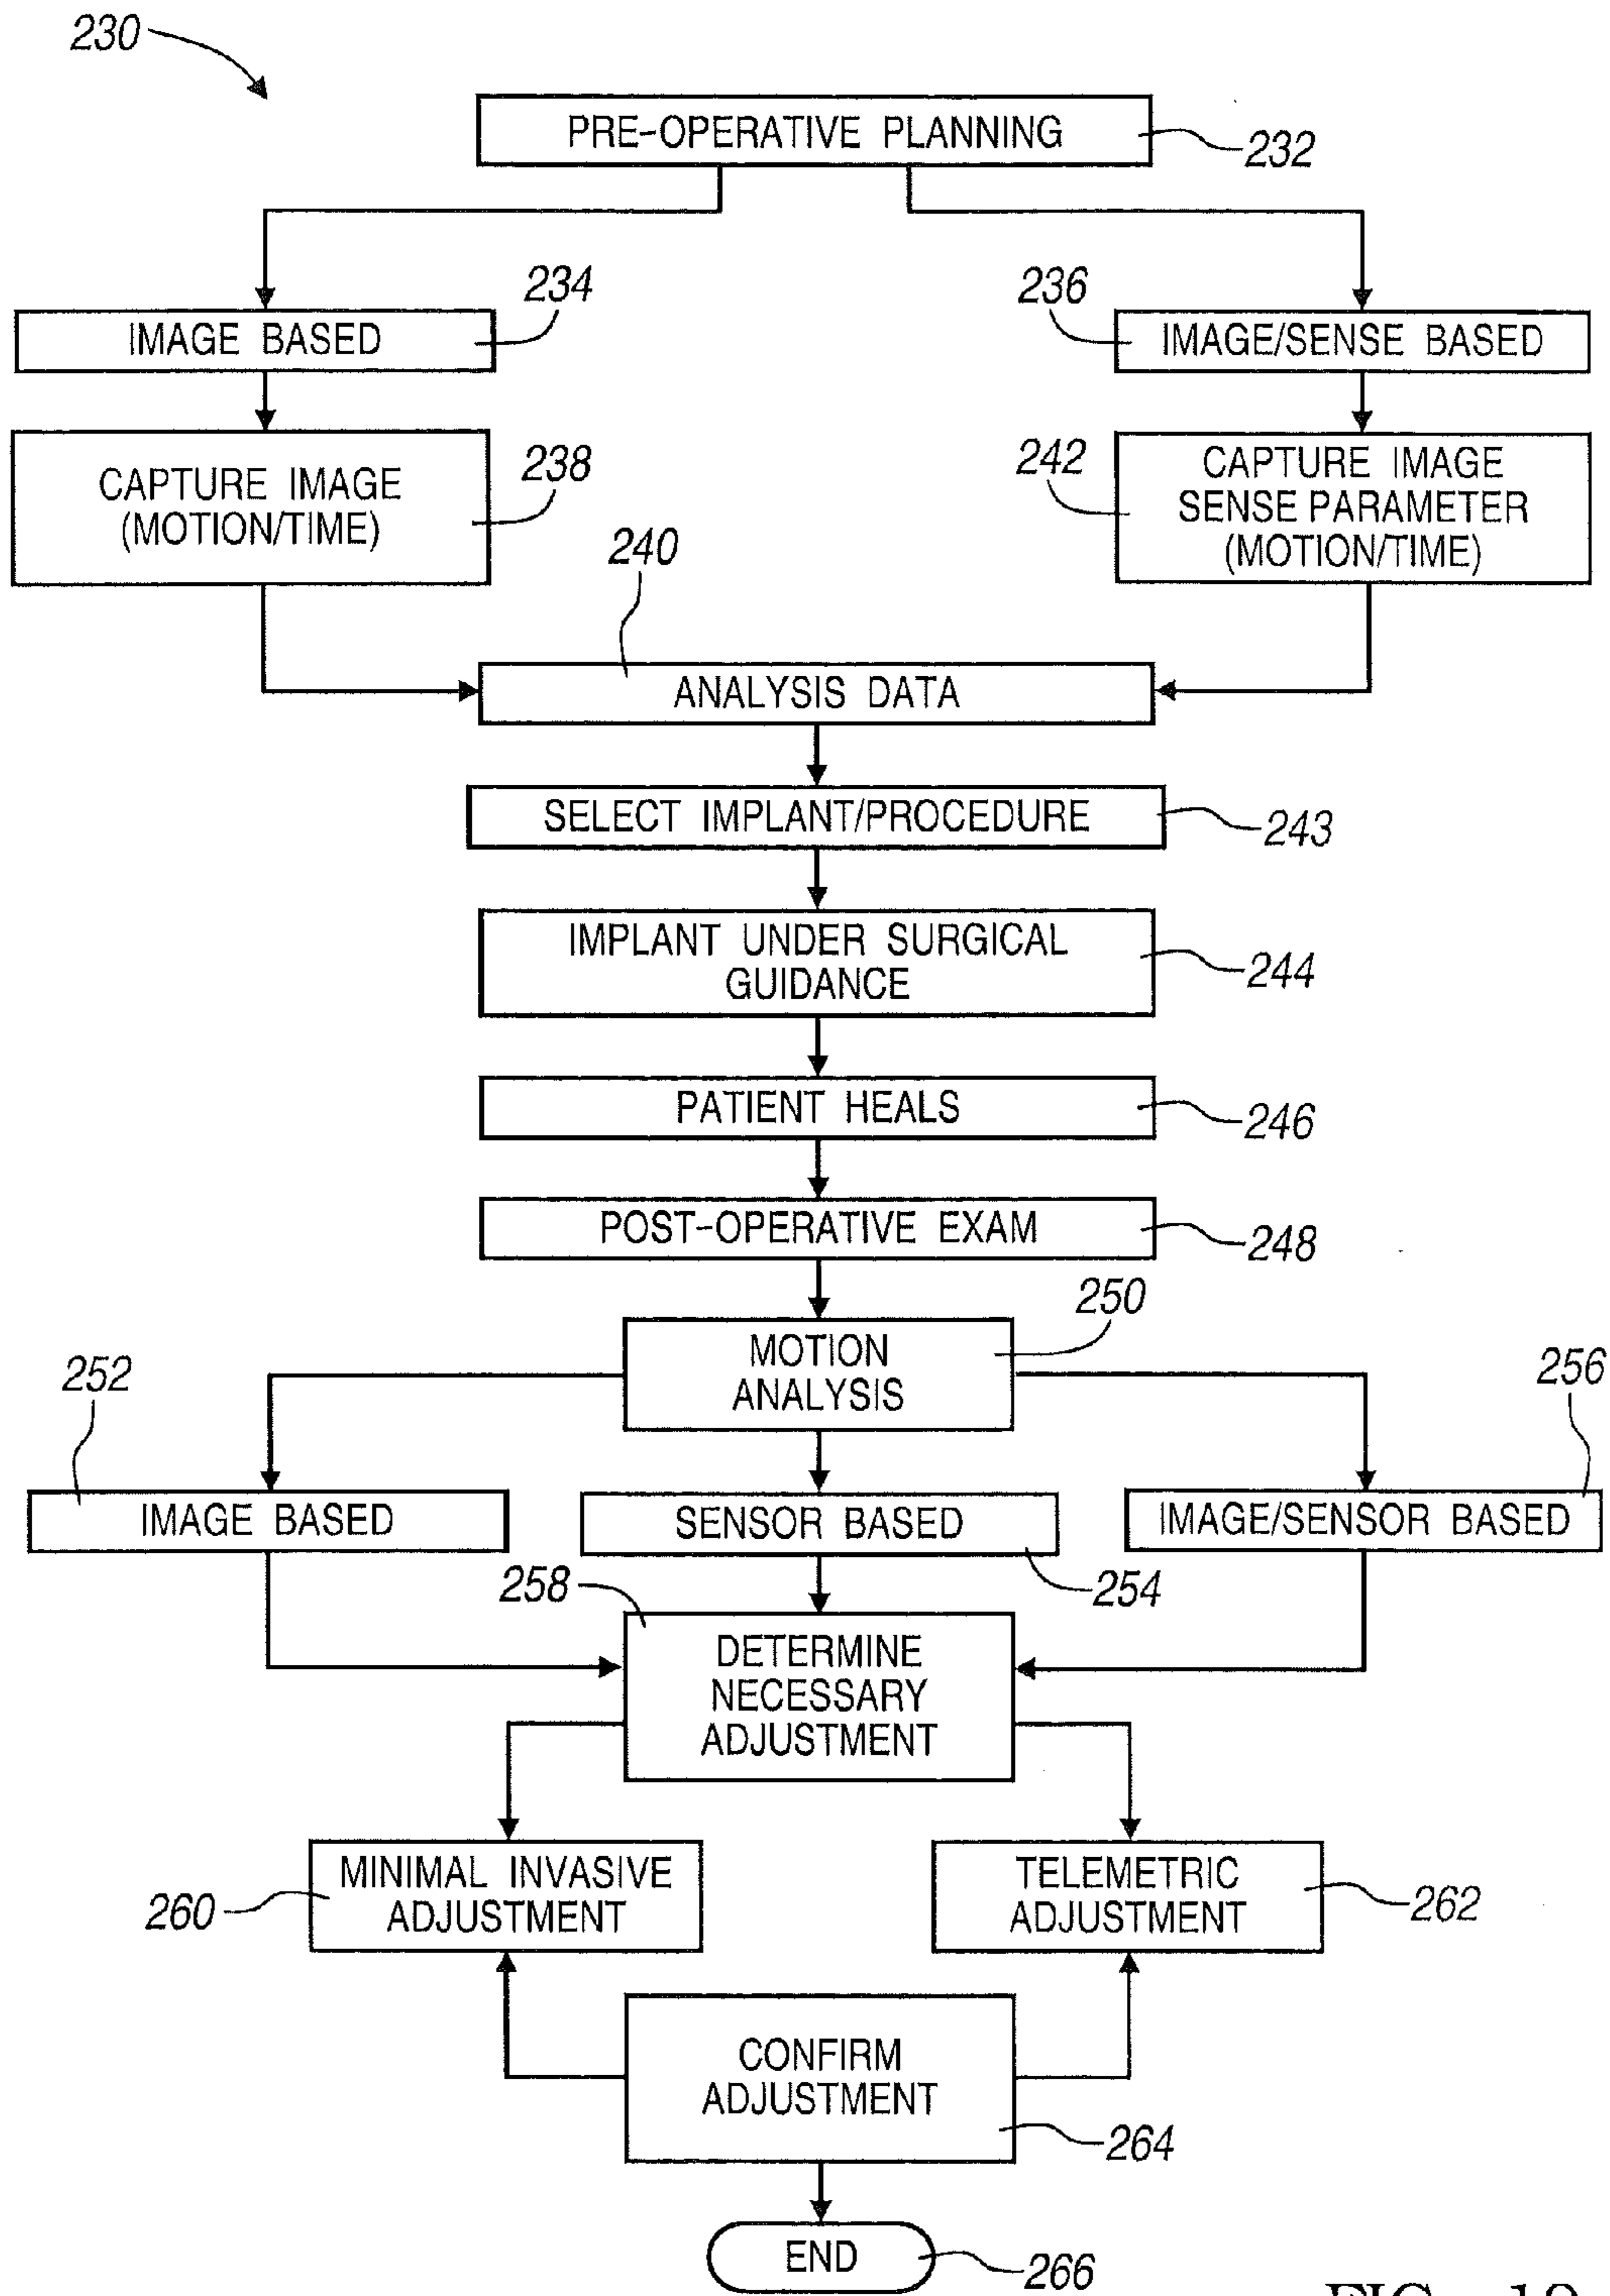 230
PRE-OPERATIVE PLANNING
232
234
236
IMAGE BASED
IMAGE/SENSE BASED
CAPTURE IMAGE
(MOTION/TIME)
238
242
CAPTURE IMAGE
SENSE PARAMETER
(MOTION/TIME)
240
ANALYSIS DATA
SELECT IMPLANT/PROCEDURE
243
IMPLANT UNDER SURGICAL
GUIDANCE
244
PATIENT HEALS
246
POST-OPERATIVE EXAM
248
250
MOTION
ANALYSIS
252
256
IMAGE BASED
SENSOR BASED
IMAGE/SENSOR BASED
254
258
DETERMINE
NECESSARY
ADJUSTMENT
MINIMAL INVASIVE
ADJUSTMENT
260
TELEMETRIC
ADJUSTMENT
262
CONFIRM
ADJUSTMENT
264
END
266